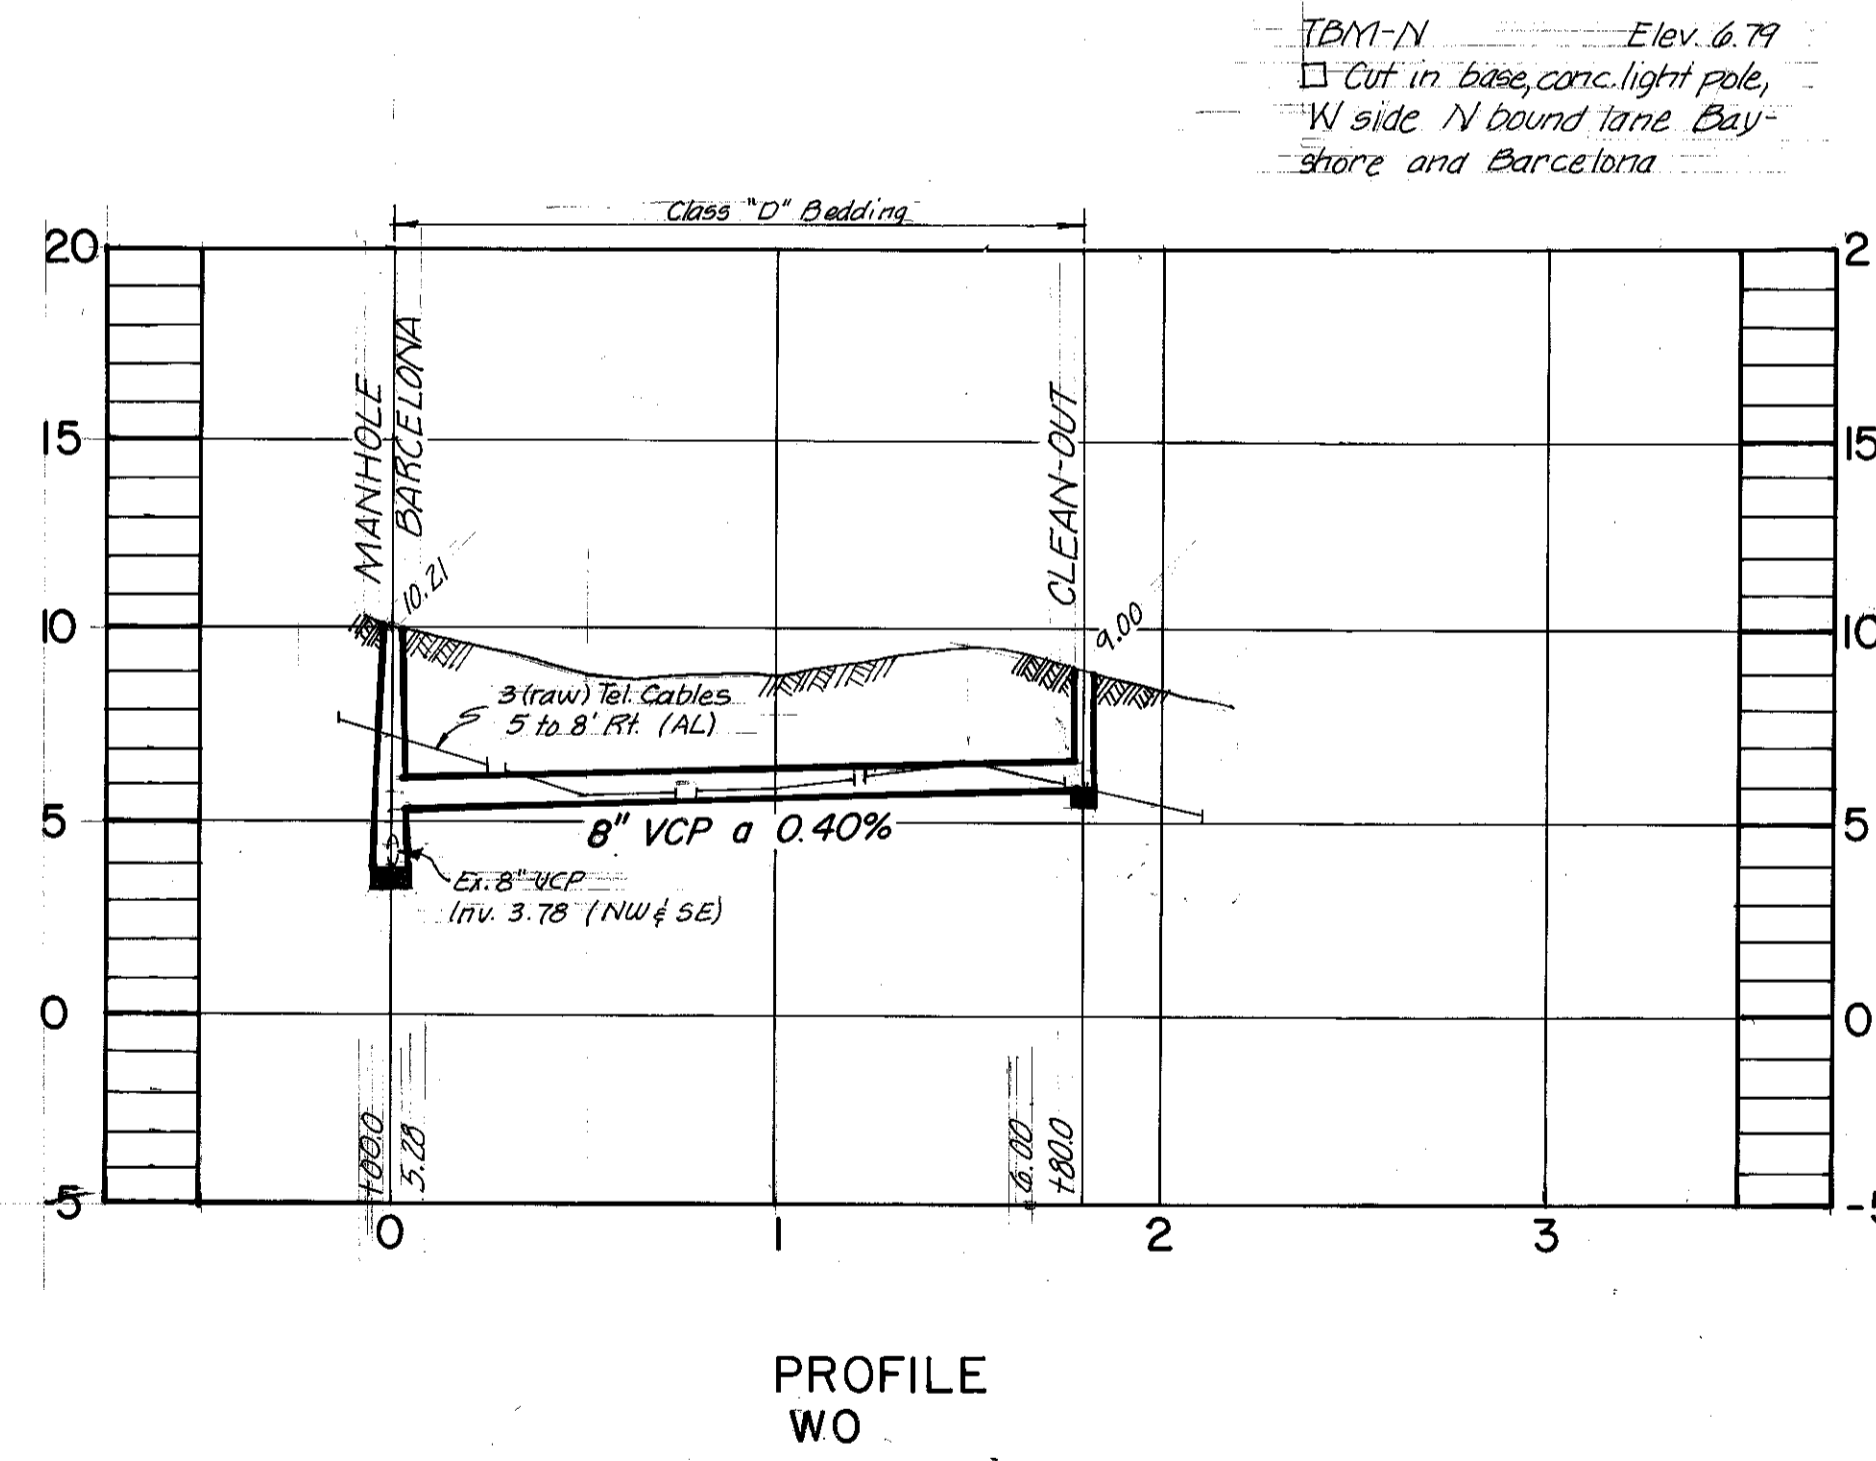 TBM-N Elev. 6.79
□ Cut in base, conc. light pole,
W side N bound lane Bay-
shore and Barcelona
Class "D" Bedding
20
2
15
15
10
10
5
5
0
0
-5
-5
MANHOLE
BARCELONA
10.21
CLEAN-OUT
9.00
3 (raw) Tel. Cables
5 to 8' Rt. (AL)
8" VCP a 0.40%
Ex. 8" VCP
Inv. 3.78 (NW & SE)
+00.0
5.28
6.00
+80.0
0
1
2
3
PROFILE
WO